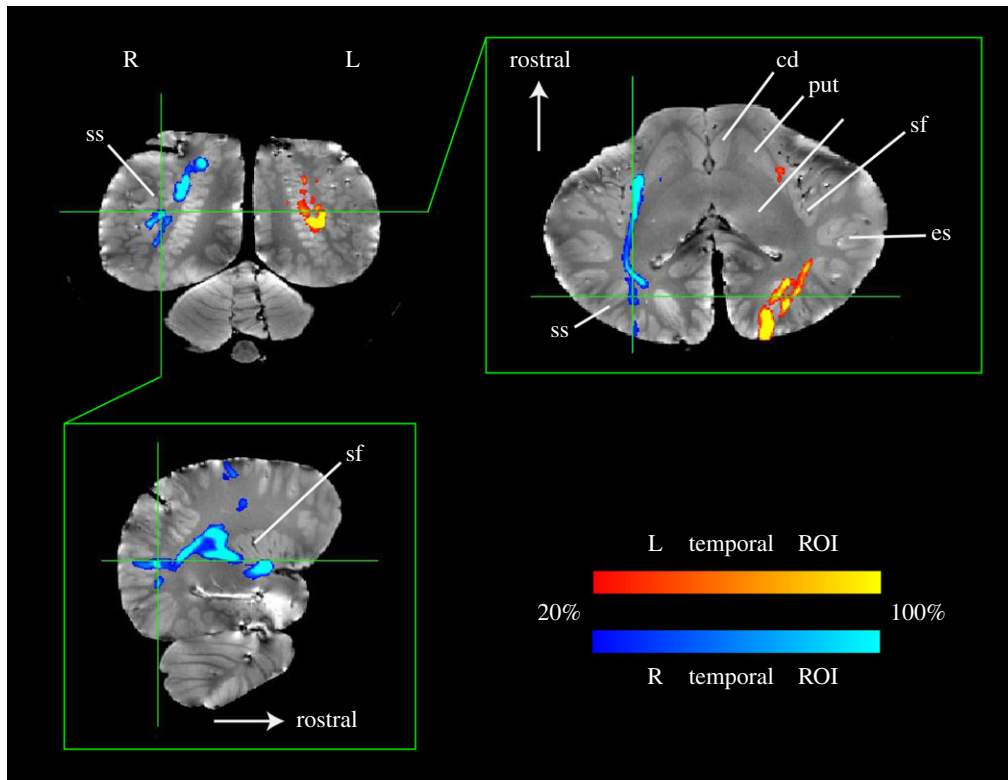 R L
ss
rostral
cd
put
sf
es
ss
sf
rostral
L temporal ROI
20% 100%
R temporal ROI